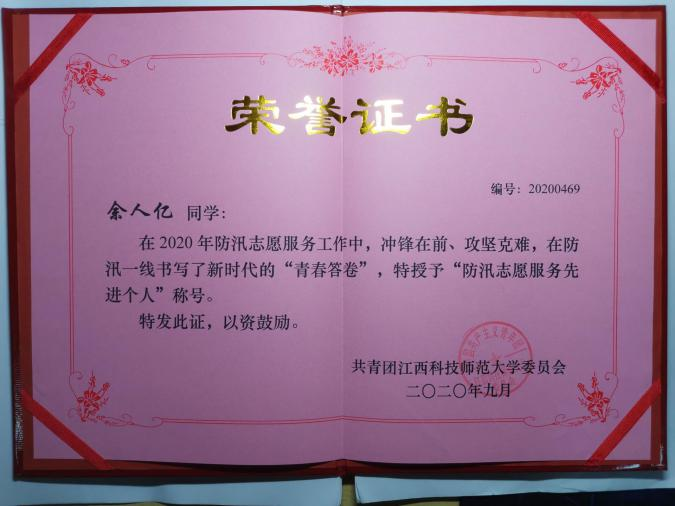 荣誉证书
编号：20200469
余人亿 同学：
在2020年防汛志愿服务工作中，冲锋在前、攻坚克难，在防
汛一线书写了新时代的“青春答卷”，特授予“防汛志愿服务先
进个人”称号。
特发此证，以资鼓励。
共青团江西科技师范大学委员会
二〇二〇年九月